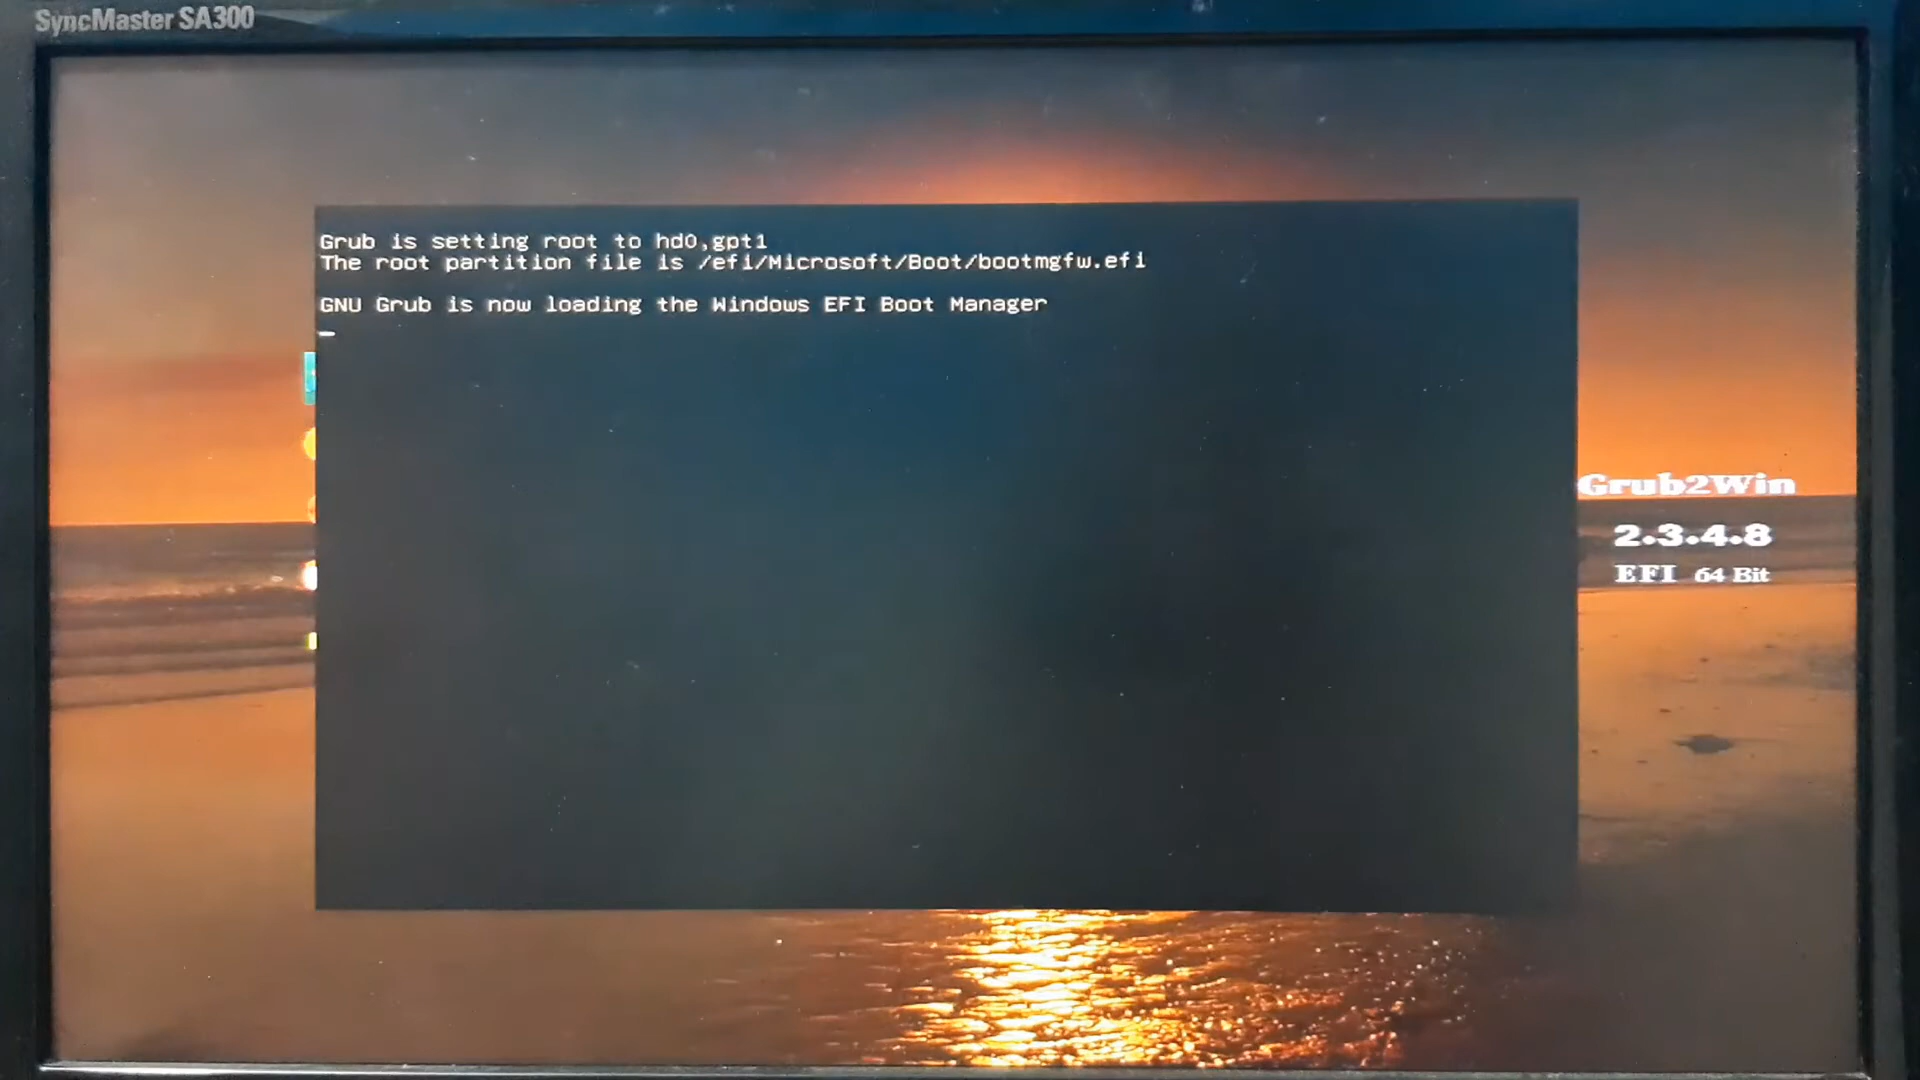 SyncMaster SA300
Grub is setting root to hd0,gpt1
The root partition file is /efi/Microsoft/Boot/bootmgfw.efi
GNU Grub is now loading the Windows EFI Boot Manager
Grub2Win
2.3.4.8
EFI 64 Bit